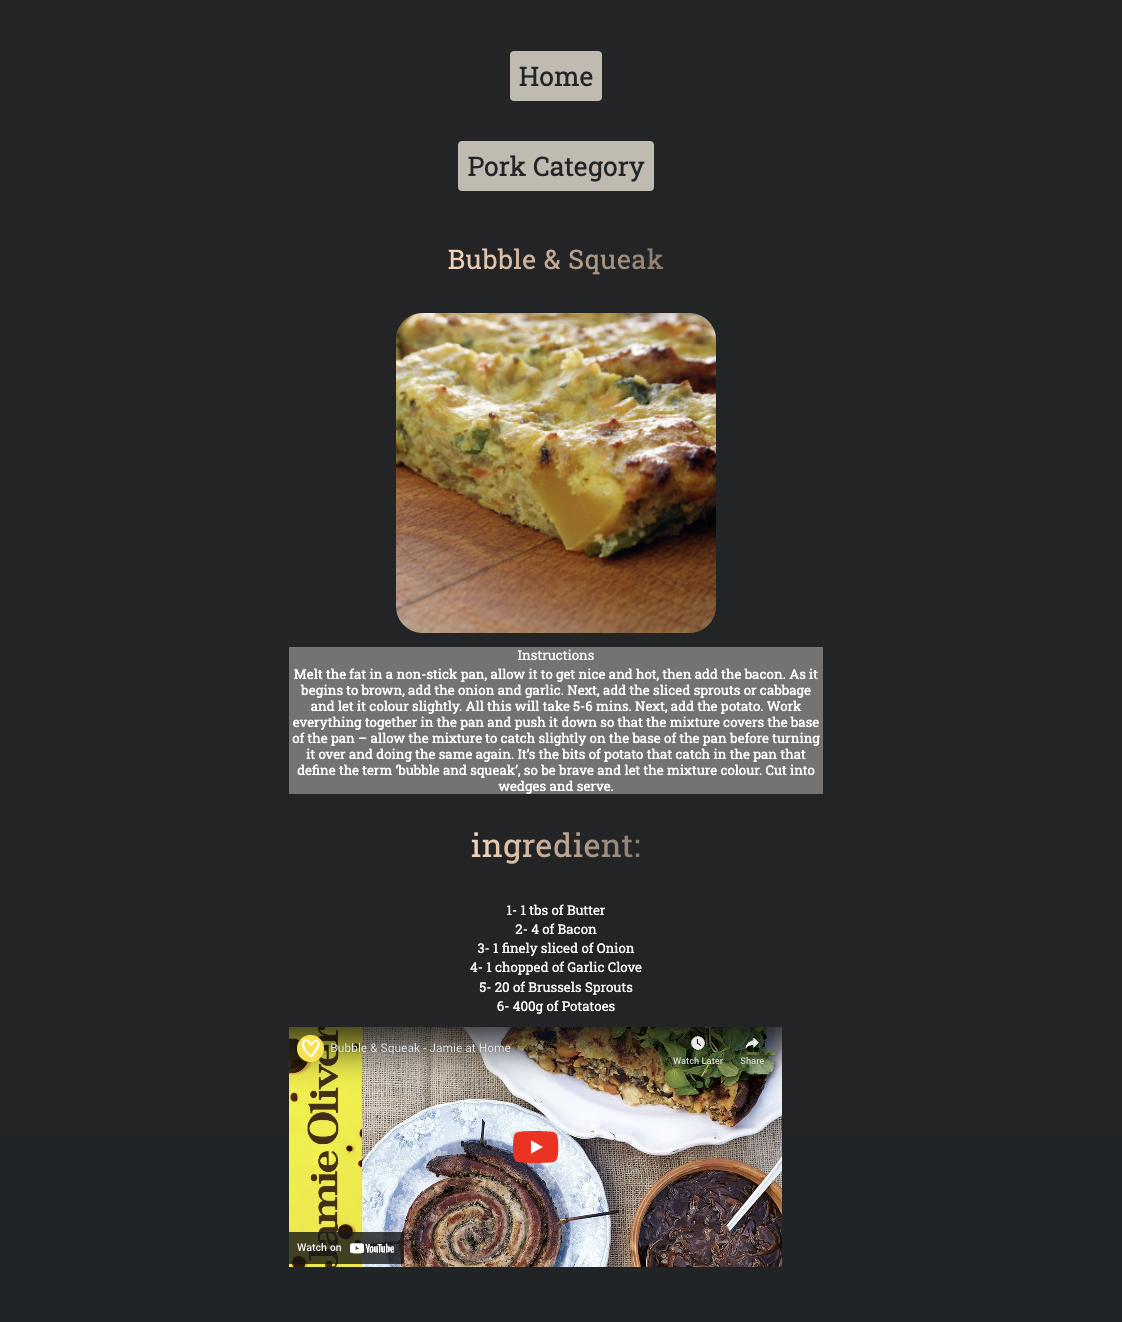 Home
Pork Category
Bubble & Squeak
Instructions
Melt the fat in a non-stick pan, allow it to get nice and hot, then add the bacon. As it
begins to brown, add the onion and garlic. Next, add the sliced sprouts or cabbage
and let it colour slightly. All this will take 5-6 mins. Next, add the potato. Work
everything together in the pan and push it down so that the mixture covers the base
of the pan – allow the mixture to catch slightly on the base of the pan before turning
it over and doing the same again. It’s the bits of potato that catch in the pan that
define the term ‘bubble and squeak’, so be brave and let the mixture colour. Cut into
wedges and serve.
ingredient:
1- 1 tbs of Butter
2- 4 of Bacon
3- 1 finely sliced of Onion
4- 1 chopped of Garlic Clove
5- 20 of Brussels Sprouts
6- 400g of Potatoes
Bubble & Squeak - Jamie at Home
Watch Later
Share
Jamie Oliver
Watch on YouTube